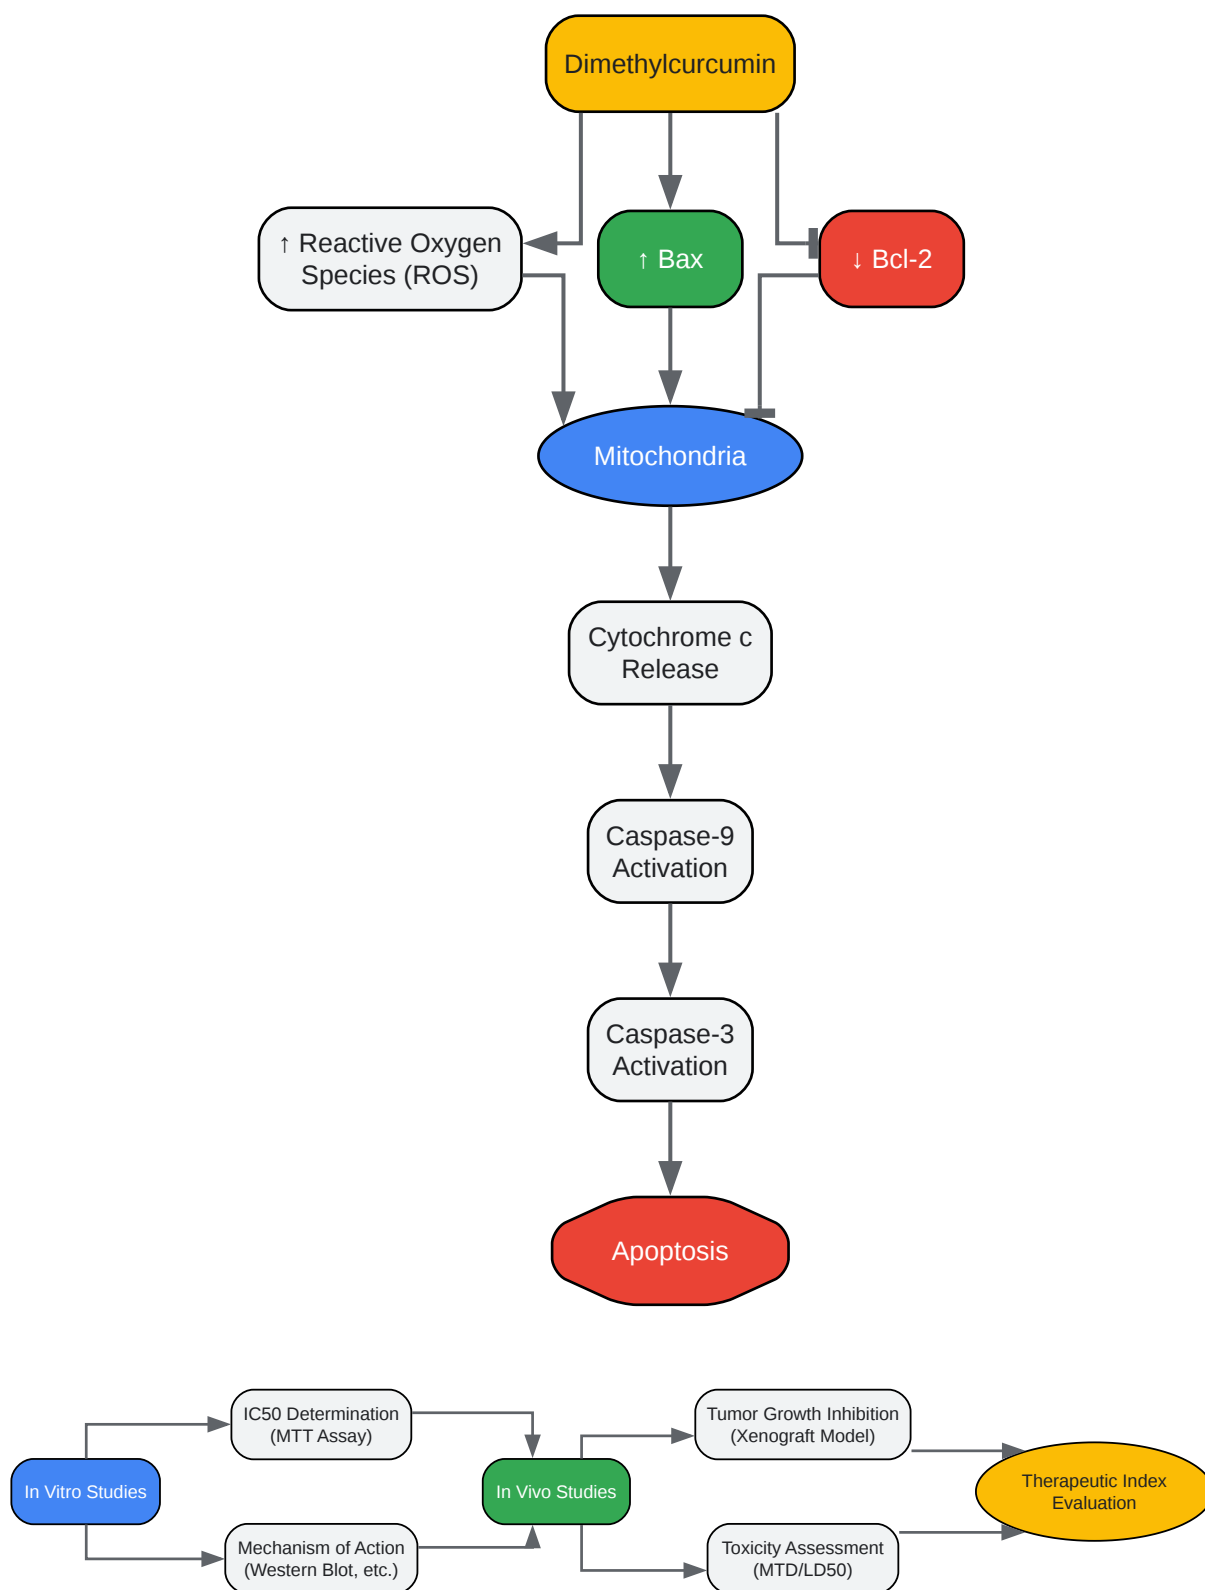 Dimethylcurcumin
↑ Reactive Oxygen
Species (ROS)
↑ Bax
↓ Bcl-2
Mitochondria
Cytochrome c
Release
Caspase-9
Activation
Caspase-3
Activation
Apoptosis
IC50 Determination
(MTT Assay)
Tumor Growth Inhibition
(Xenograft Model)
In Vitro Studies
In Vivo Studies
Therapeutic Index
Evaluation
Mechanism of Action
(Western Blot, etc.)
Toxicity Assessment
(MTD/LD50)